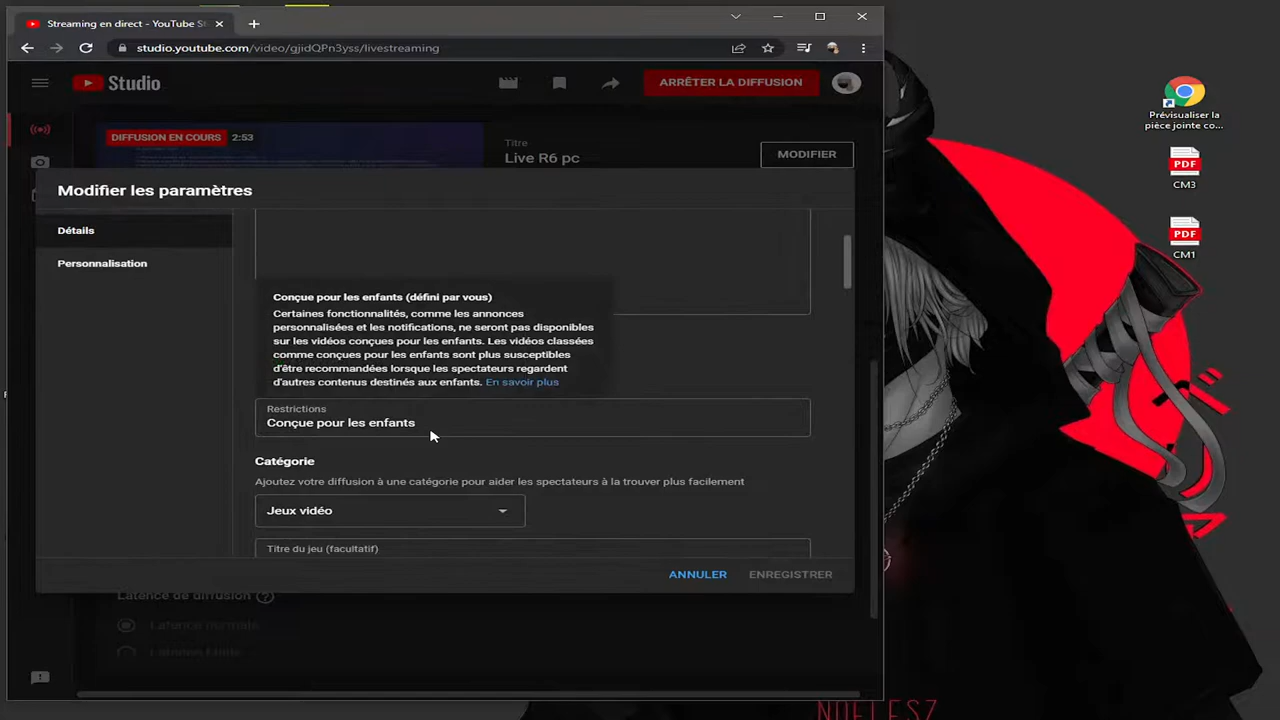 Streaming en direct - YouTube St
studio.youtube.com/video/gjidQPn3yss/livestreaming
Studio
ARRÊTER LA DIFFUSION
DIFFUSION EN COURS 2:53
Titre
Live R6 pc
MODIFIER
Modifier les paramètres
Détails
Personnalisation
Conçue pour les enfants (défini par vous)
Certaines fonctionnalités, comme les annonces
personnalisées et les notifications, ne seront pas disponibles
sur les vidéos conçues pour les enfants. Les vidéos classées
comme conçues pour les enfants sont plus susceptibles
d'être recommandées lorsque les spectateurs regardent
d'autres contenus destinés aux enfants. En savoir plus
Restrictions
Conçue pour les enfants
Catégorie
Ajoutez votre diffusion à une catégorie pour aider les spectateurs à la trouver plus facilement
Jeux vidéo
Titre du jeu (facultatif)
ANNULER
ENREGISTRER
Latence de diffusion
Latence normale
Latence faible
Prévisualiser la
pièce jointe co...
PDF
CM3
PDF
CM1